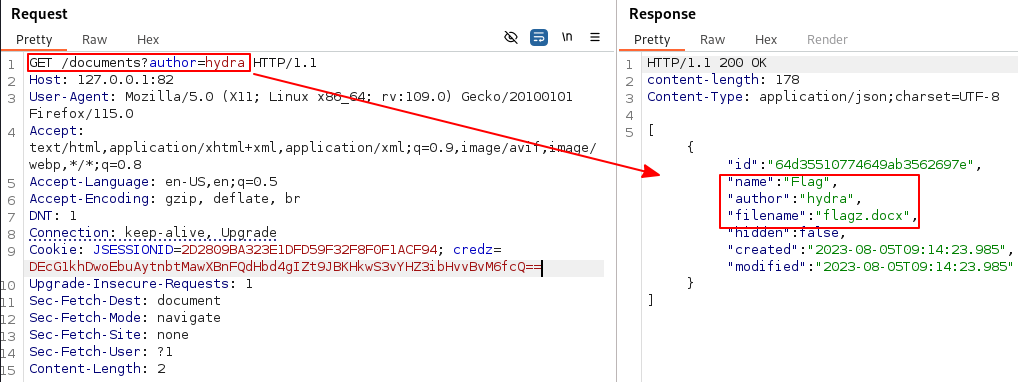 Request
Pretty Raw Hex
\n
1 GET /documents?author=hydra HTTP/1.1
2 Host: 127.0.0.1:82
3 User-Agent: Mozilla/5.0 (X11; Linux x86_64; rv:109.0) Gecko/20100101
Firefox/115.0
4 Accept:
text/html,application/xhtml+xml,application/xml;q=0.9,image/avif,image/
webp,*/*;q=0.8
5 Accept-Language: en-US,en;q=0.5
6 Accept-Encoding: gzip, deflate, br
7 DNT: 1
8 Connection: keep-alive, Upgrade
9 Cookie: JSESSIONID=2D2809BA323E1DFD59F32F8F0F1ACF94; credz=
DEcGlkhDwoEbuAytnbtMawXBnFQdHbd4gIZt9JBKHkwS3vYHZ3ibHvvBvM6fcQ==
10 Upgrade-Insecure-Requests: 1
11 Sec-Fetch-Dest: document
12 Sec-Fetch-Mode: navigate
13 Sec-Fetch-Site: none
14 Sec-Fetch-User: ?1
15 Content-Length: 2
Response
Pretty Raw Hex Render
1 HTTP/1.1 200 OK
2 content-length: 178
3 Content-Type: application/json;charset=UTF-8
4
5 [
{
"id":"64d35510774649ab3562697e",
"name":"Flag",
"author":"hydra",
"filename":"flagz.docx",
"hidden":false,
"created":"2023-08-05T09:14:23.985",
"modified":"2023-08-05T09:14:23.985"
}
]